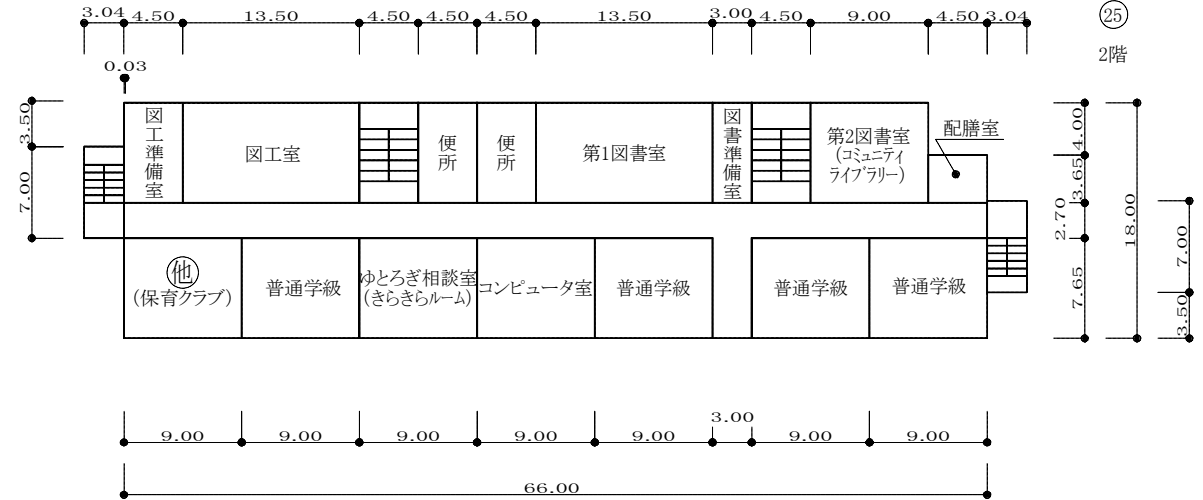 3.04 4.50 13.50 4.50 4.50 4.50 13.50 3.00 4.50 9.00 4.50 3.04
25
2階
0.03
3.50
7.00
図工準備室
図工室
便所
便所
第1図書室
図書準備室
第2図書室
(コミュニティ
ライブラリー)
配膳室
4.00
3.65
2.70
7.65
18.00
7.00
3.50
他
(保育クラブ)
普通学級
ゆとろぎ相談室
(きらきらルーム)
コンピュータ室
普通学級
普通学級
普通学級
3.00
9.00 9.00 9.00 9.00 9.00 9.00 9.00
66.00